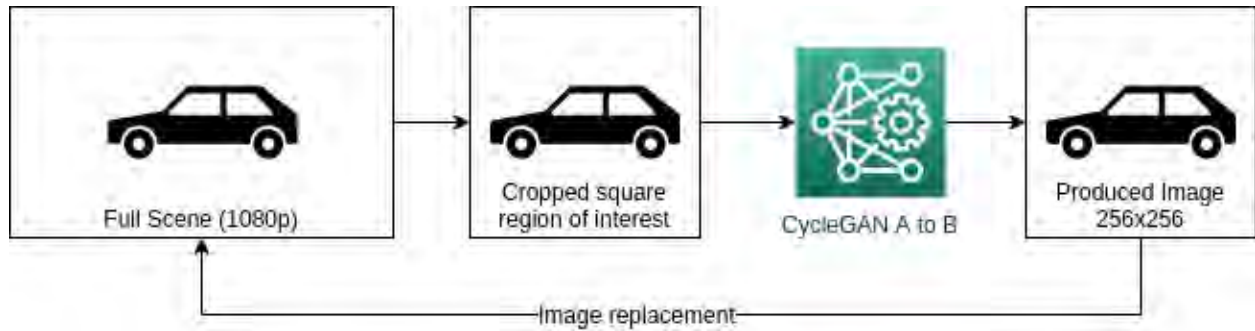 Full Scene (1080p)
Cropped square
region of interest
CycleGAN A to B
Produced Image
256x256
Image replacement